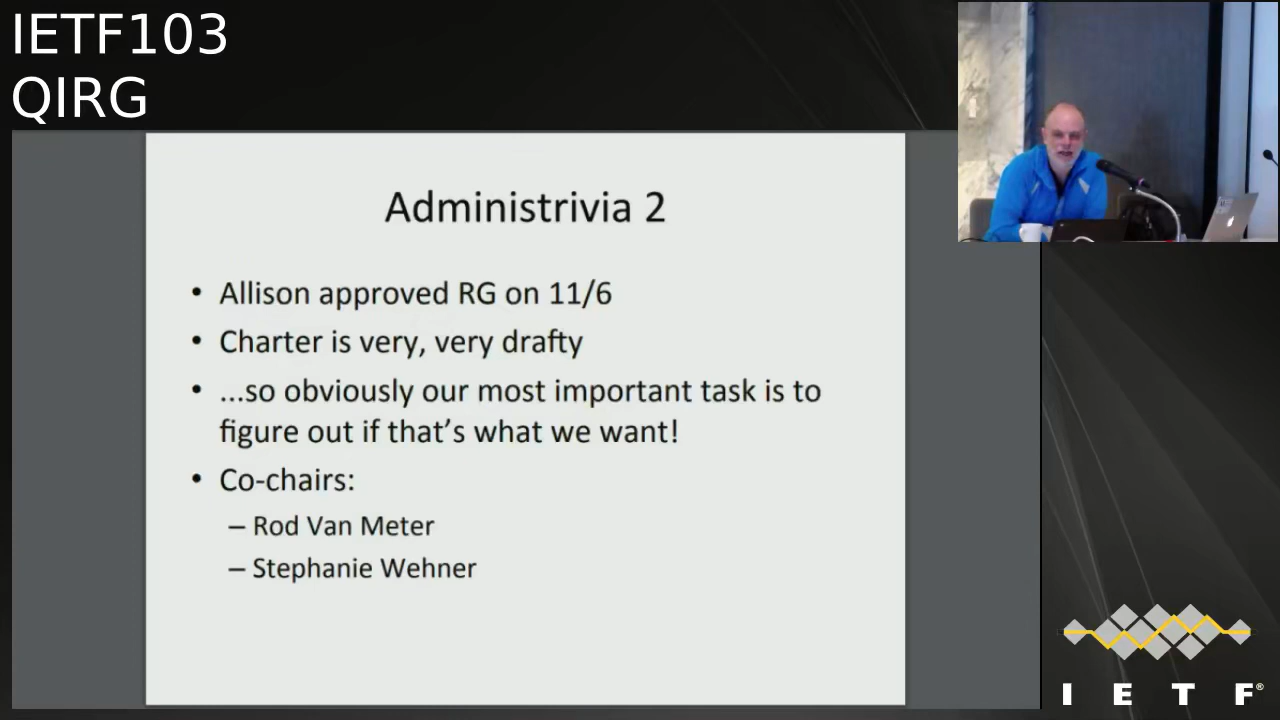 IETF103
QIRG
Administrivia 2
• Allison approved RG on 11/6
• Charter is very, very drafty
• ...so obviously our most important task is to
figure out if that's what we want!
• Co-chairs:
– Rod Van Meter
– Stephanie Wehner
I E T F®